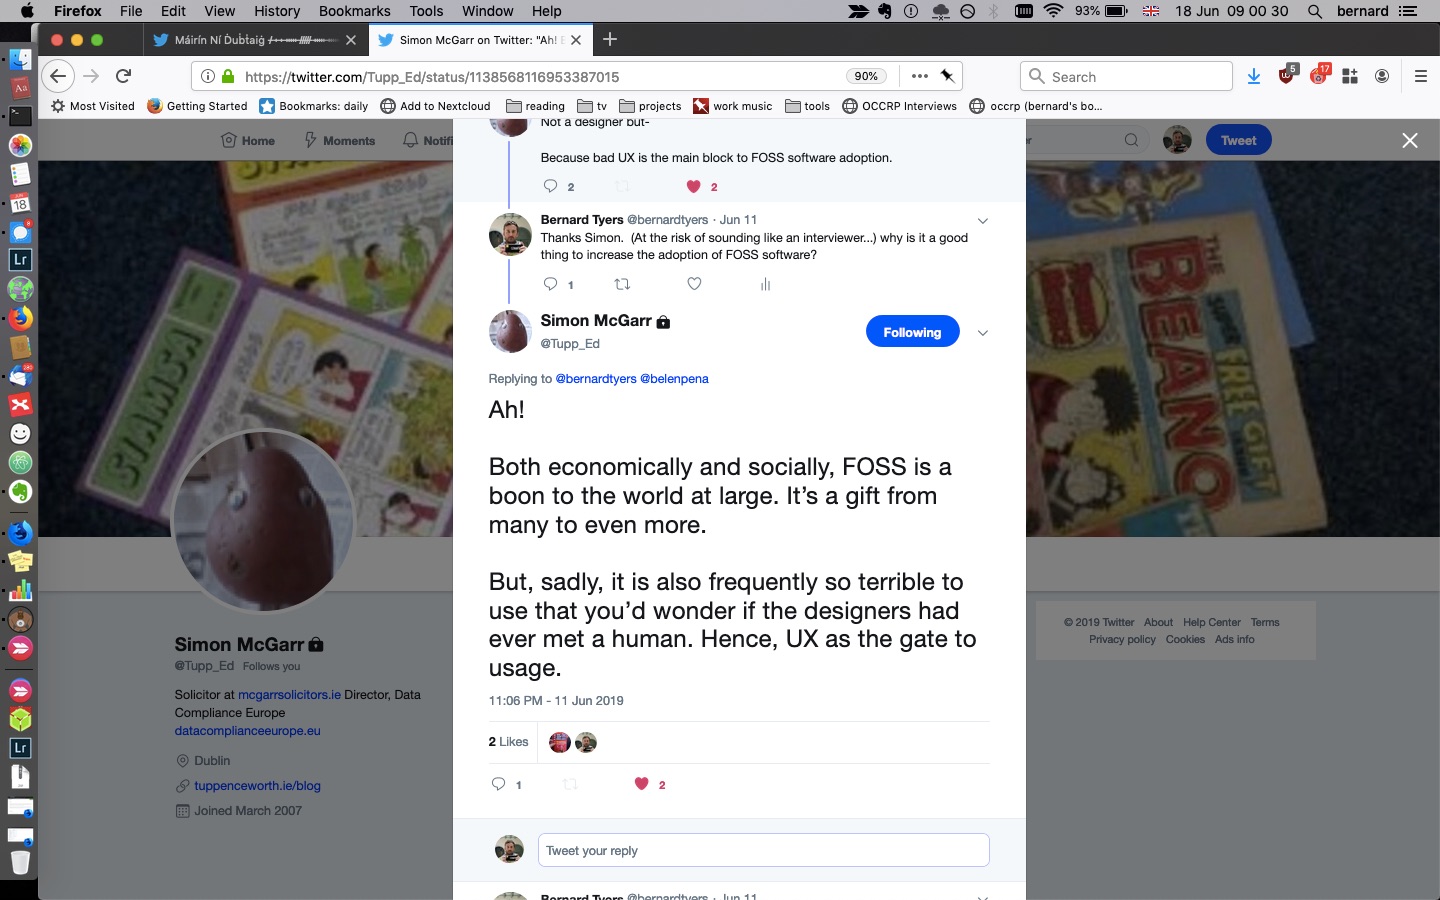 Firefox File Edit View History Bookmarks Tools Window Help 93% 18 Jun 09 00 30 bernard
Simon McGarr on Twitter: "Ah!
https://twitter.com/Tupp_Ed/status/1138568116953387015 90% Search 5 17
Most Visited Getting Started Bookmarks: daily Add to Nextcloud reading tv projects work music tools OCCRP Interviews occrp (bernard's bo...
Home Moments Notifi Tweet
Not a designer but-
Because bad UX is the main block to FOSS software adoption.
2 2
Bernard Tyers @bernardtyers · Jun 11
Thanks Simon. (At the risk of sounding like an interviewer...) why is it a good
thing to increase the adoption of FOSS software?
1
Simon McGarr
@Tupp_Ed
Following
Replying to @bernardtyers @belenpena
Ah!
Both economically and socially, FOSS is a
boon to the world at large. It's a gift from
many to even more.
But, sadly, it is also frequently so terrible to
use that you'd wonder if the designers had
ever met a human. Hence, UX as the gate to
usage.
11:06 PM - 11 Jun 2019
2 Likes
1 2
Tweet your reply
Bernard Tyers @bernardtyers · Jun 11
Simon McGarr
@Tupp_Ed Follows you
Solicitor at mcgarrsolicitors.ie Director, Data
Compliance Europe
datacomplianceeurope.eu
Dublin
tuppenceworth.ie/blog
Joined March 2007
© 2019 Twitter About Help Center Terms
Privacy policy Cookies Ads info
THE
BEANO
FREE GIFT
Aa
18
Lr
Lr